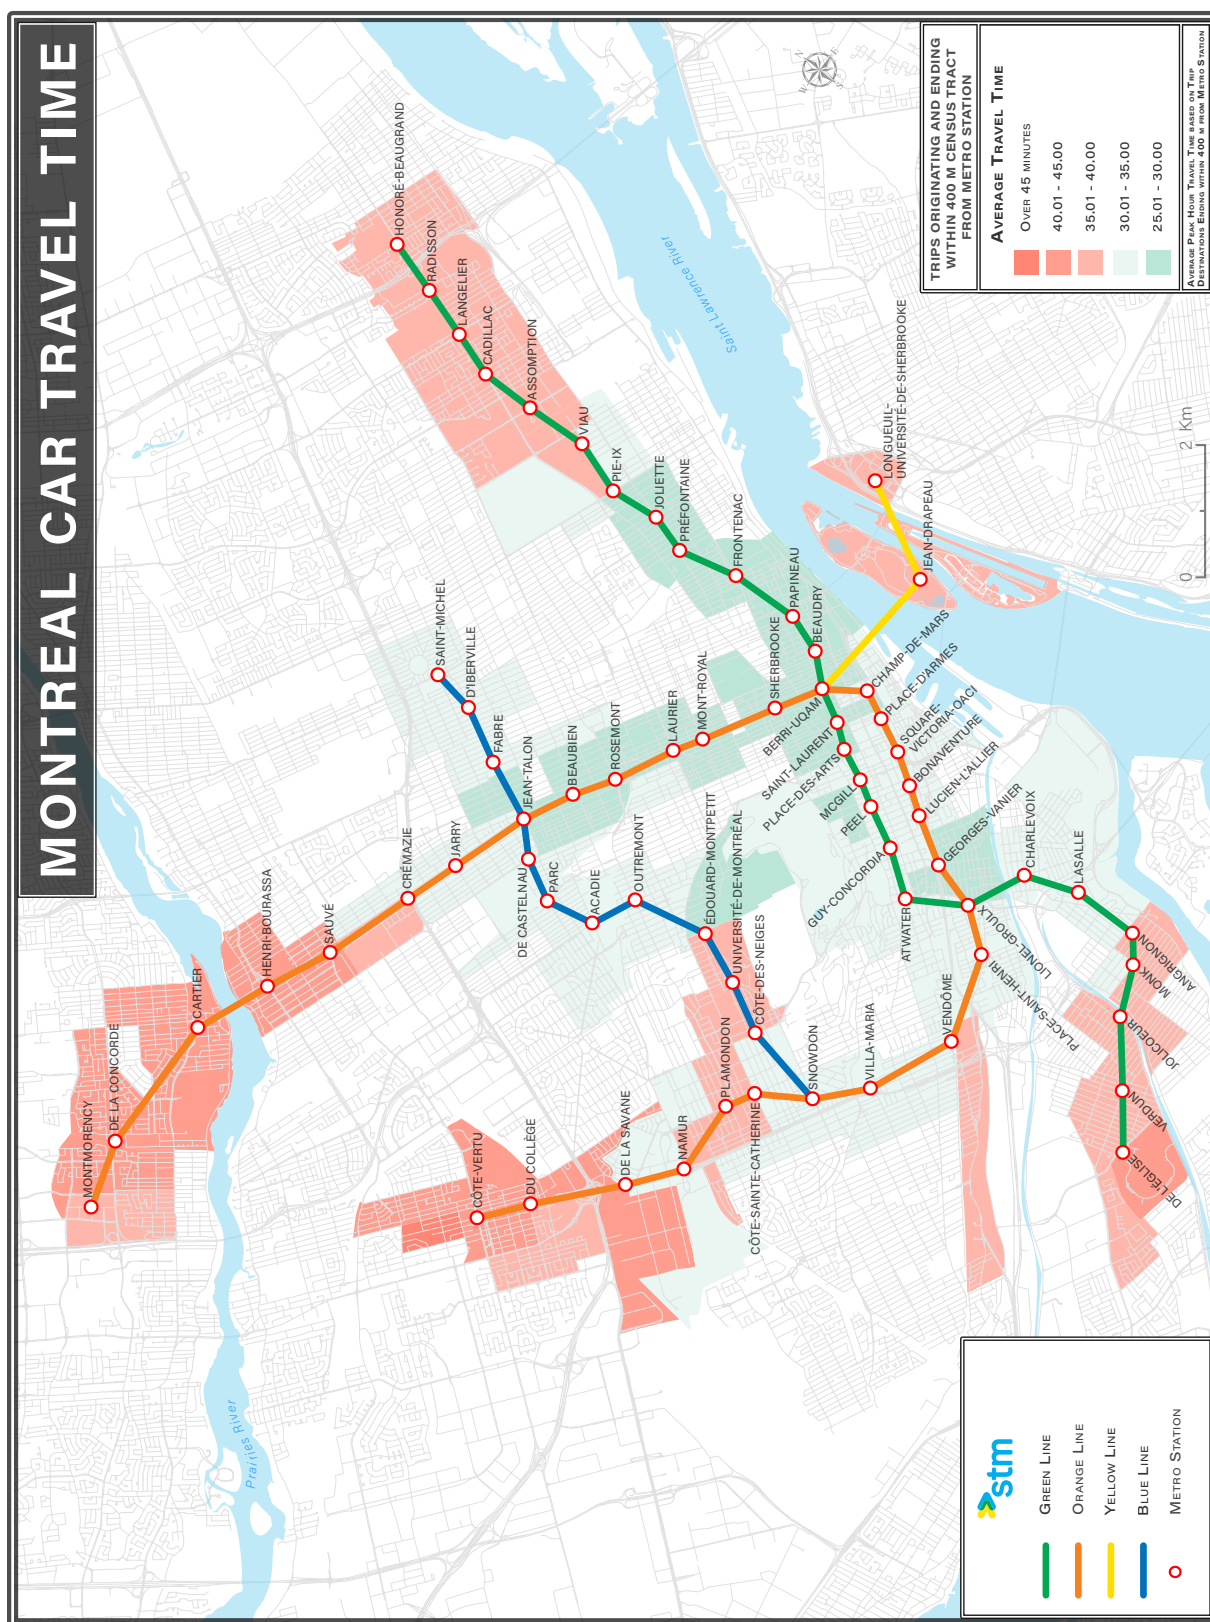 MONTREAL CAR TRAVEL TIME
TRIPS ORIGINATING AND ENDING
WITHIN 400 M CENSUS TRACT
FROM METRO STATION
AVERAGE TRAVEL TIME
OVER 45 MINUTES
40.01 - 45.00
35.01 - 40.00
30.01 - 35.00
25.01 - 30.00
AVERAGE PEAK HOUR TRAVEL TIME BASED ON TRIP
DESTINATIONS ENDING WITHIN 400 M FROM METRO STATION
N
E
S
W
HONORÉ-BEAUGRAND
RADISSON
LANGELIER
CADILLAC
ASSOMPTION
VIAU
PIE-IX
JOLIETTE
PRÉFONTAINE
FRONTENAC
PAPINEAU
BEAUDRY
BERRI-UQAM
SAINT-LAURENT
PLACE-DES-ARTS
MCGILL
PEEL
GUY-CONCORDIA
ATWATER
LIONEL-GROULX
CHARLEVOIX
LASALLE
ANGRIGNON
MONK
JOLICOEUR
VERDUN
DE L'ÉGLISE
SAINT-MICHEL
D'IBERVILLE
FABRE
JEAN-TALON
DE CASTELNAU
PARC
ACADIE
OUTREMONT
ÉDOUARD-MONTPETIT
UNIVERSITÉ-DE-MONTRÉAL
CÔTE-DES-NEIGES
SNOWDON
MONTMORENCY
DE LA CONCORDE
CARTIER
HENRI-BOURASSA
SAUVÉ
CRÉMAZIE
JARRY
BEAUBIEN
ROSEMONT
LAURIER
MONT-ROYAL
SHERBROOKE
CHAMP-DE-MARS
PLACE-D'ARMES
SQUARE-
VICTORIA-OACI
BONAVENTURE
LUCIEN-L'ALLIER
GEORGES-VANIER
PLACE-SAINT-HENRI
VENDÔME
VILLA-MARIA
CÔTE-SAINTE-CATHERINE
PLAMONDON
NAMUR
DE LA SAVANE
DU COLLÈGE
CÔTE-VERTU
JEAN-DRAPEAU
LONGUEUIL-
UNIVERSITÉ-DE-SHERBROOKE
Saint Lawrence River
Prairies River
0
2 Km
stm
GREEN LINE
ORANGE LINE
YELLOW LINE
BLUE LINE
METRO STATION